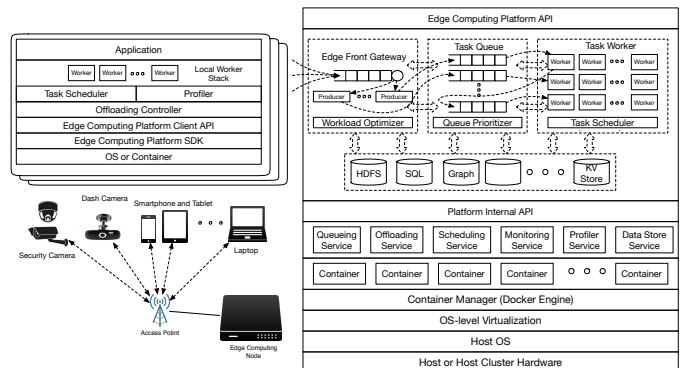 Application
Worker Worker Worker Local Worker Stack
Task Scheduler Profiler
Offloading Controller
Edge Computing Platform Client API
Edge Computing Platform SDK
OS or Container
Dash Camera
Smartphone and Tablet
Security Camera
Laptop
Access Potint
Edge Computing
Node
Edge Computing Platform API
Edge Front Gateway
Producer Producer
Workload Optimizer
Task Queue
Queue Prioritizer
Task Worker
Worker Worker Worker
Worker Worker Worker
Worker Worker Worker
Task Scheduler
HDFS SQL Graph KV Store
Platform Internal API
Queueing Service
Offloading Service
Scheduling Service
Monitoring Service
Profiler Service
Data Store Service
Container Container Container Container Container
Container Manager (Docker Engine)
OS-level Virtualization
Host OS
Host or Host Cluster Hardware